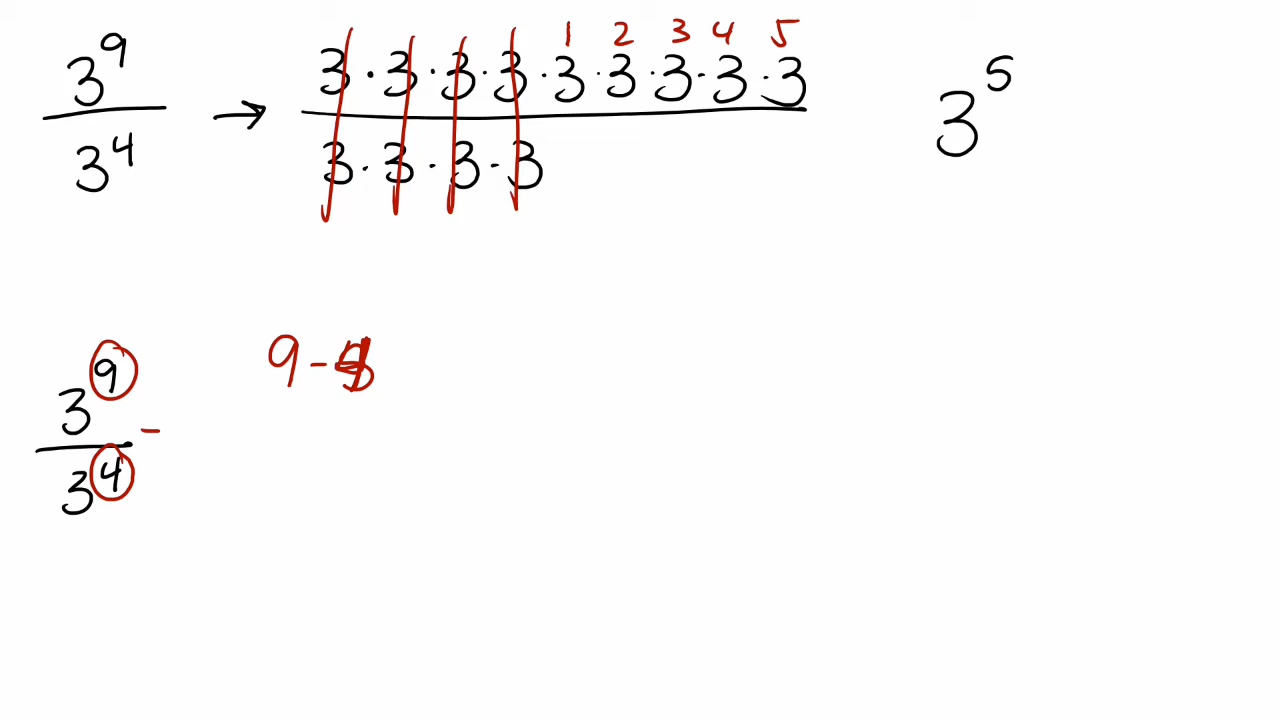 3^9 / 3^4 → 3 · 3 · 3 · 3 · 3 · 3 · 3 · 3 · 3 / 3 · 3 · 3 · 3 3^5
1 2 3 4 5
3^9 / 3^4 - 9 -